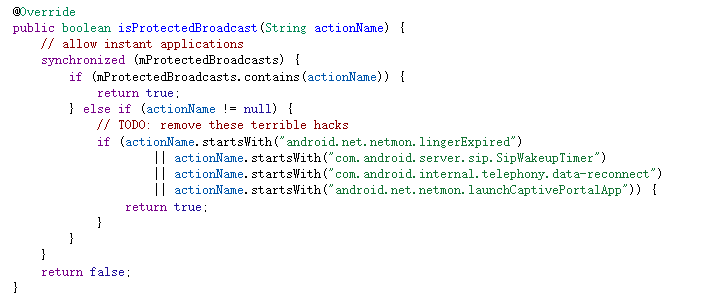 @Override
public boolean isProtectedBroadcast(String actionName) {
    // allow instant applications
    synchronized (mProtectedBroadcasts) {
        if (mProtectedBroadcasts.contains(actionName)) {
            return true;
        } else if (actionName != null) {
            // TODO: remove these terrible hacks
            if (actionName.startsWith("android.net.netmon.lingerExpired")
                    || actionName.startsWith("com.android.server.sip.SipWakeupTimer")
                    || actionName.startsWith("com.android.internal.telephony.data-reconnect")
                    || actionName.startsWith("android.net.netmon.launchCaptivePortalApp")) {
                return true;
            }
        }
    }
    return false;
}